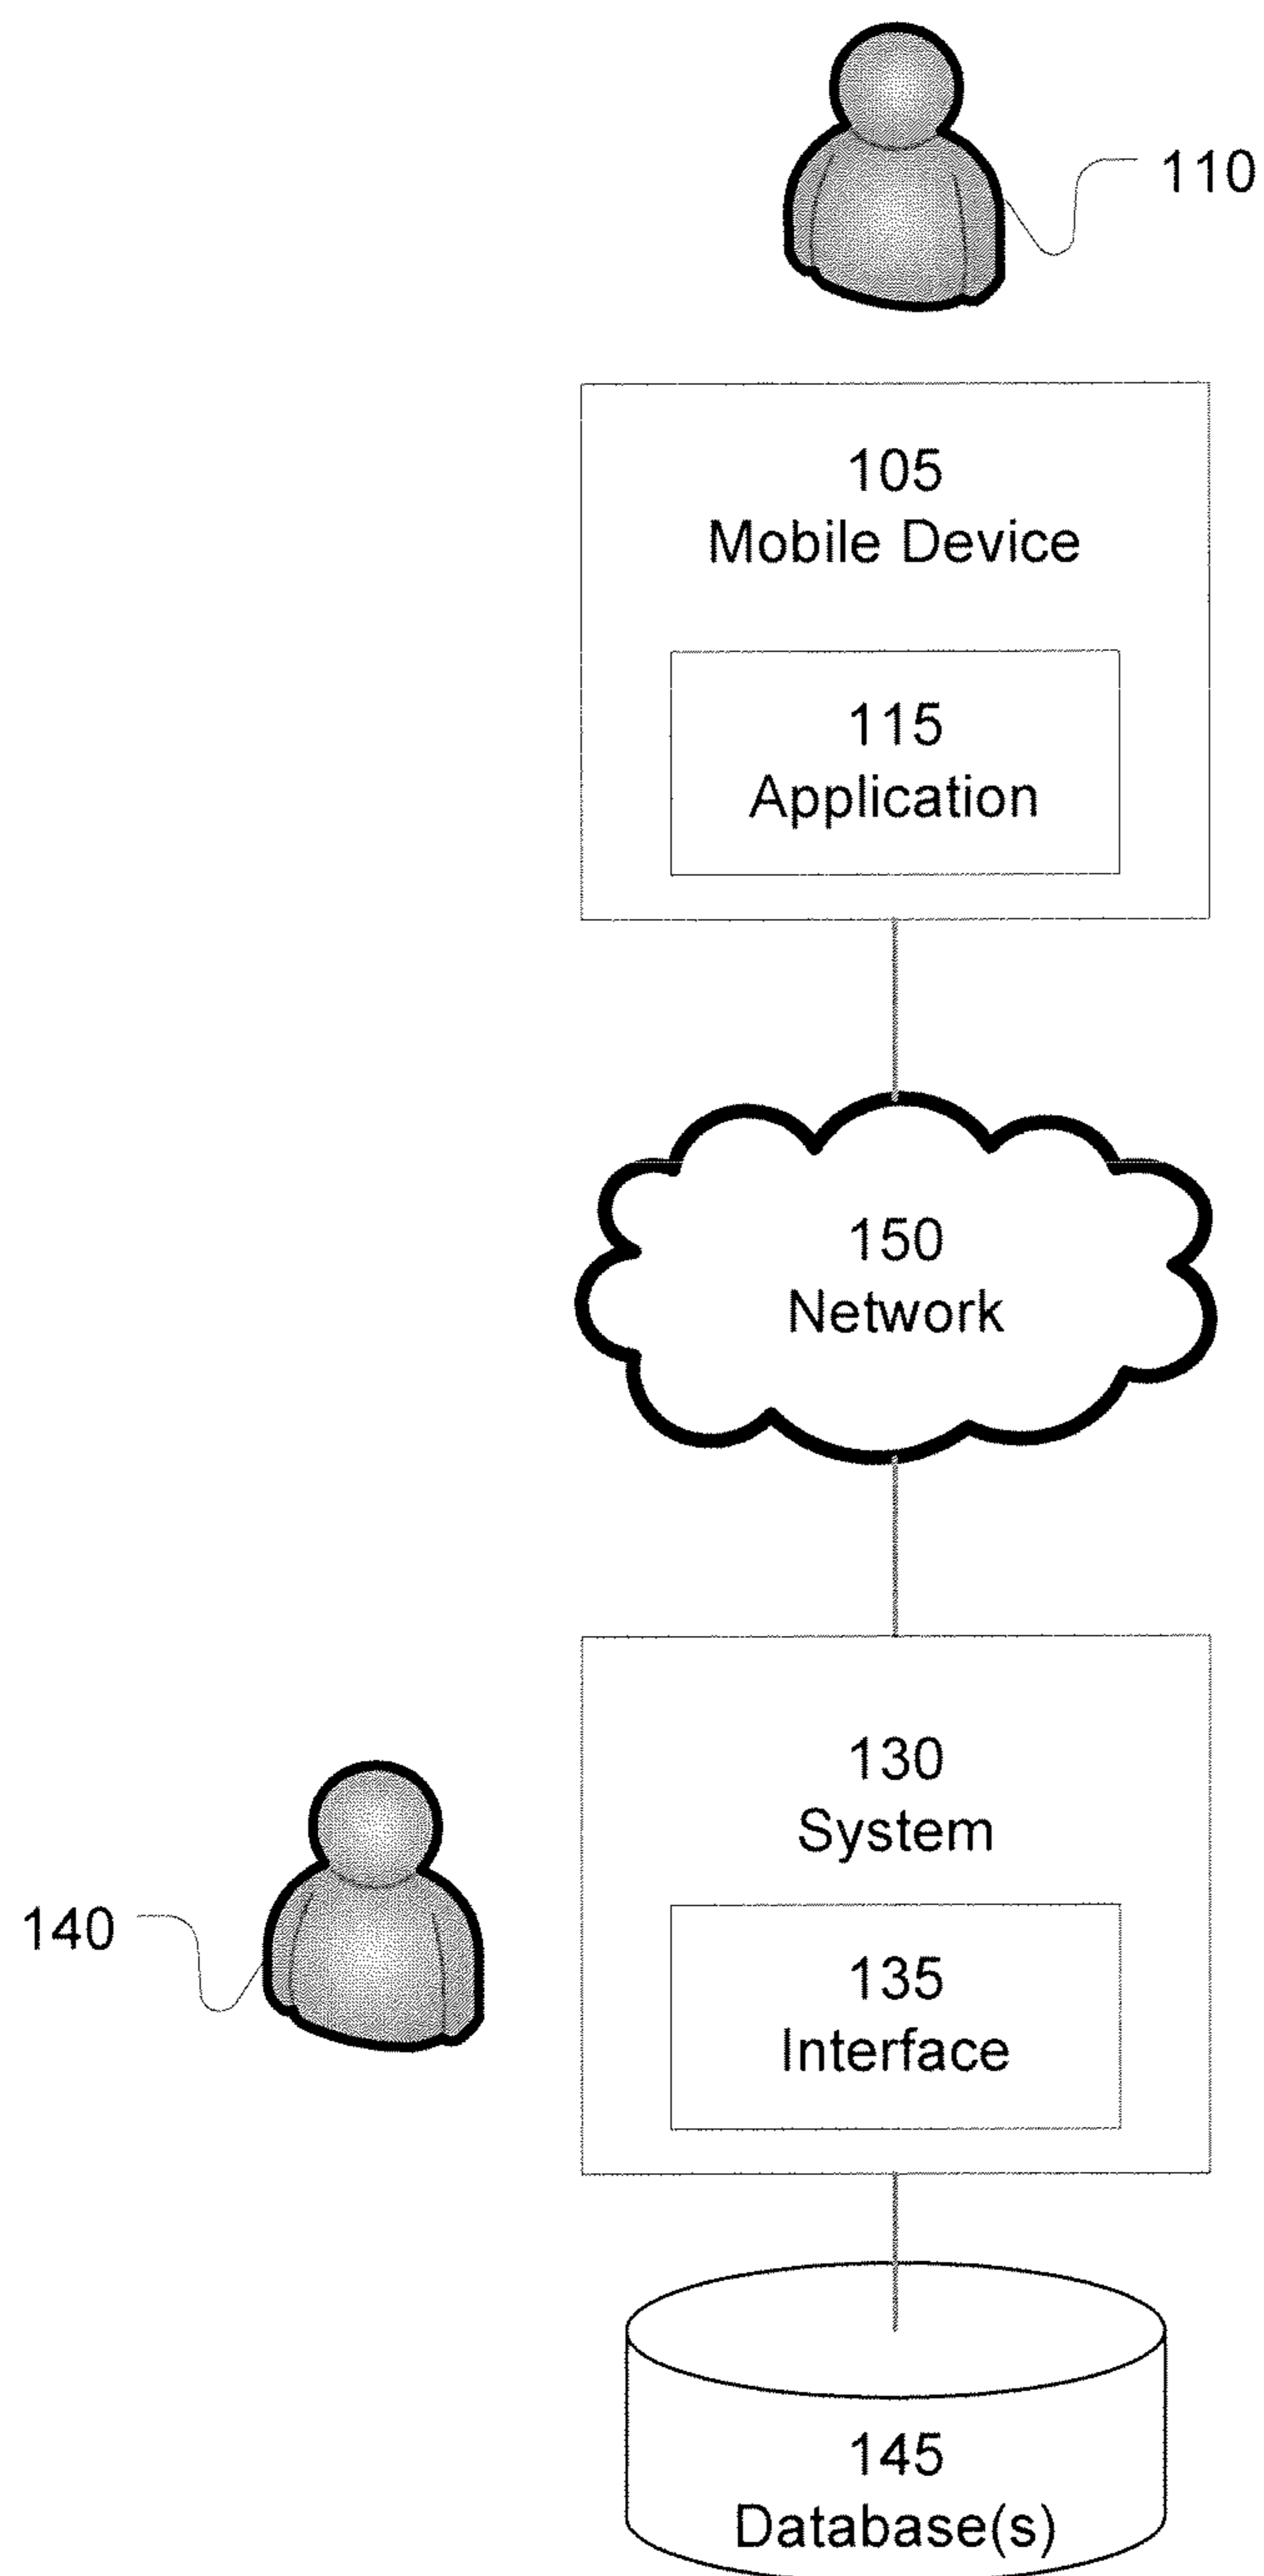 110
105
Mobile Device
115
Application
150
Network
130
System
140
135
Interface
145
Database(s)